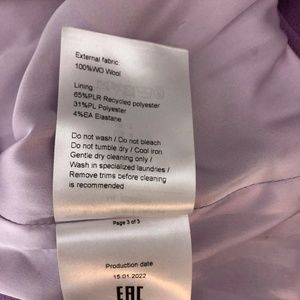 External fabric
100%WO Wool
Lining
65%PLR Recycled polyester
31%PL Polyester
4%EA Elastane
Do not wash / Do not bleach
Do not tumble dry / Cool iron
Gentle dry cleaning only /
Wash in specialized laundries /
Remove trims before cleaning
is recommended
Page 3 of 3
Production date
15.01.2022
EAC